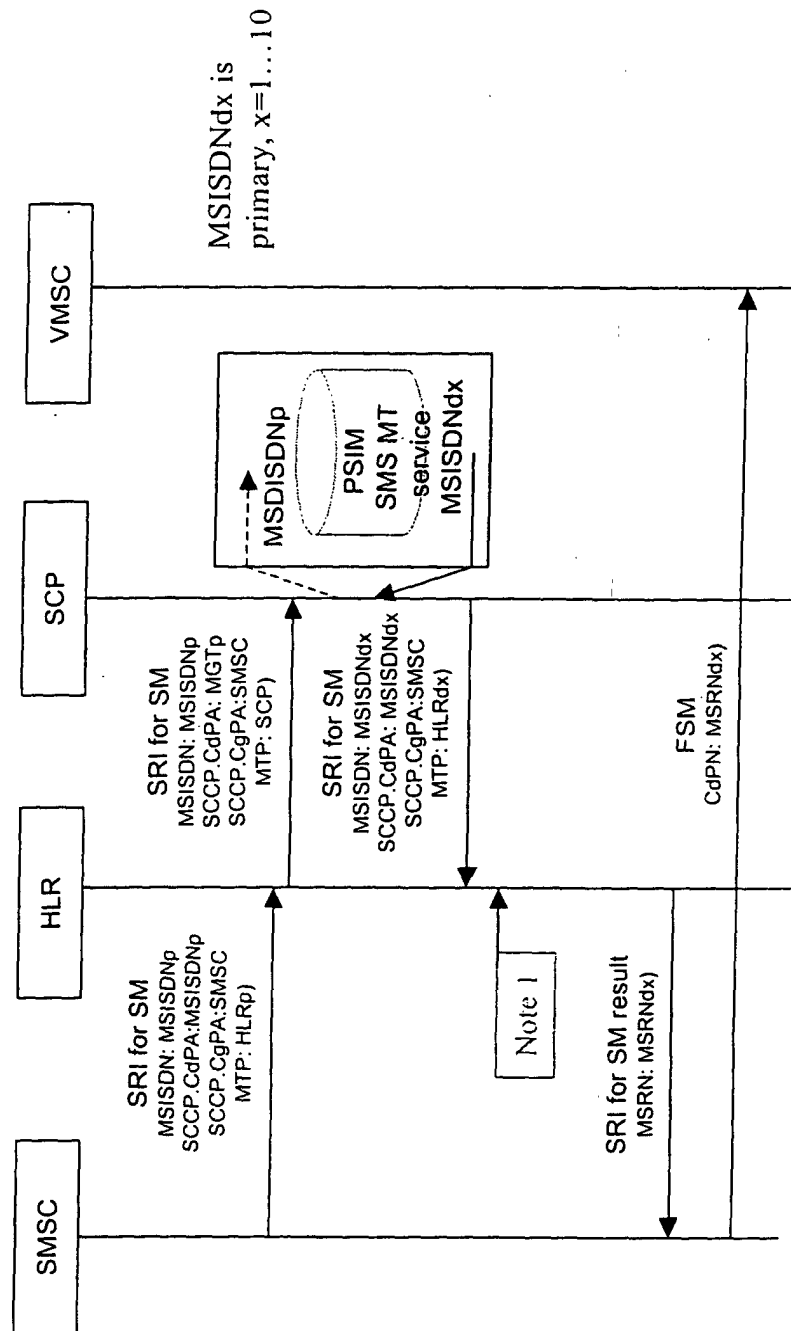 SMSC
HLR
SCP
VMSC
SRI for SM
MSISDN: MSISDNp
SCCP.CdPA:MSISDNp
SCCP.CgPA:SMSC
MTP: HLRp)
SRI for SM
MSISDN: MSISDNp
SCCP.CdPA: MGTp
SCCP.CgPA:SMSC
MTP: SCP)
MSDISDNp
PSIM
SMS MT
service
MSISDNdx
MSISDNdx is
primary, x=1...10
SRI for SM
MSISDN: MSISDNdx
SCCP.CdPA: MSISDNdx
SCCP.CgPA:SMSC
MTP: HLRdx)
Note 1
SRI for SM result
MSRN: MSRNdx)
FSM
CdPN: MSRNdx)